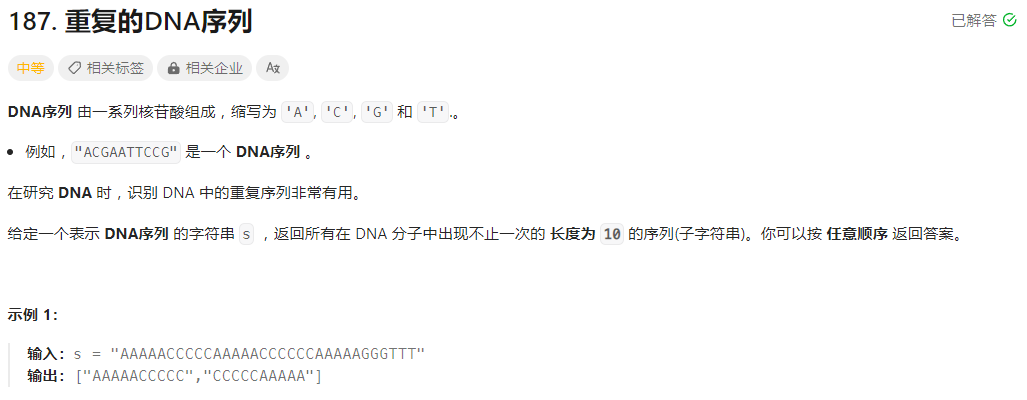 187. 重复的DNA序列
已解答
中等
相关标签
相关企业
DNA序列 由一系列核苷酸组成，缩写为 'A', 'C', 'G' 和 'T'.。
例如，"ACGAATTCCG" 是一个 DNA序列 。
在研究 DNA 时，识别 DNA 中的重复序列非常有用。
给定一个表示 DNA序列 的字符串 s ，返回所有在 DNA 分子中出现不止一次的 长度为 10 的序列(子字符串)。你可以按 任意顺序 返回答案。
示例 1：
输入：s = "AAAAACCCCCAAAAACCCCCCAAAAAGGGTTT"
输出：["AAAAACCCCC","CCCCCAAAAA"]